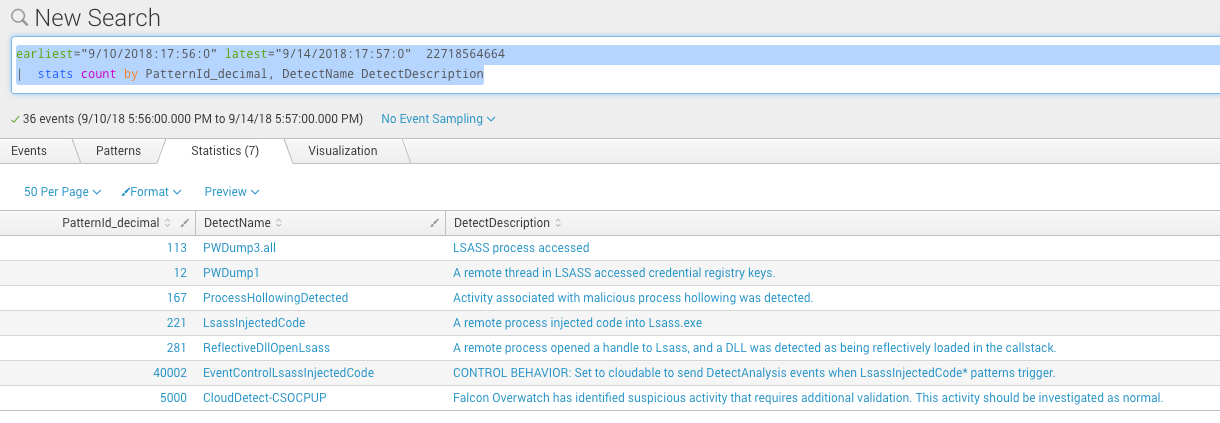 New Search
earliest="9/10/2018:17:56:0" latest="9/14/2018:17:57:0" 22718564664
| stats count by PatternId_decimal, DetectName DetectDescription
36 events (9/10/18 5:56:00.000 PM to 9/14/18 5:57:00.000 PM) No Event Sampling
Events Patterns Statistics (7) Visualization
50 Per Page Format Preview
PatternId_decimal DetectName DetectDescription
113 PWDump3.all LSASS process accessed
12 PWDump1 A remote thread in LSASS accessed credential registry keys.
167 ProcessHollowingDetected Activity associated with malicious process hollowing was detected.
221 LsassInjectedCode A remote process injected code into Lsass.exe
281 ReflectiveDllOpenLsass A remote process opened a handle to Lsass, and a DLL was detected as being reflectively loaded in the callstack.
40002 EventControlLsassInjectedCode CONTROL BEHAVIOR: Set to cloudable to send DetectAnalysis events when LsassInjectedCode* patterns trigger.
5000 CloudDetect-CSOCPUP Falcon Overwatch has identified suspicious activity that requires additional validation. This activity should be investigated as normal.